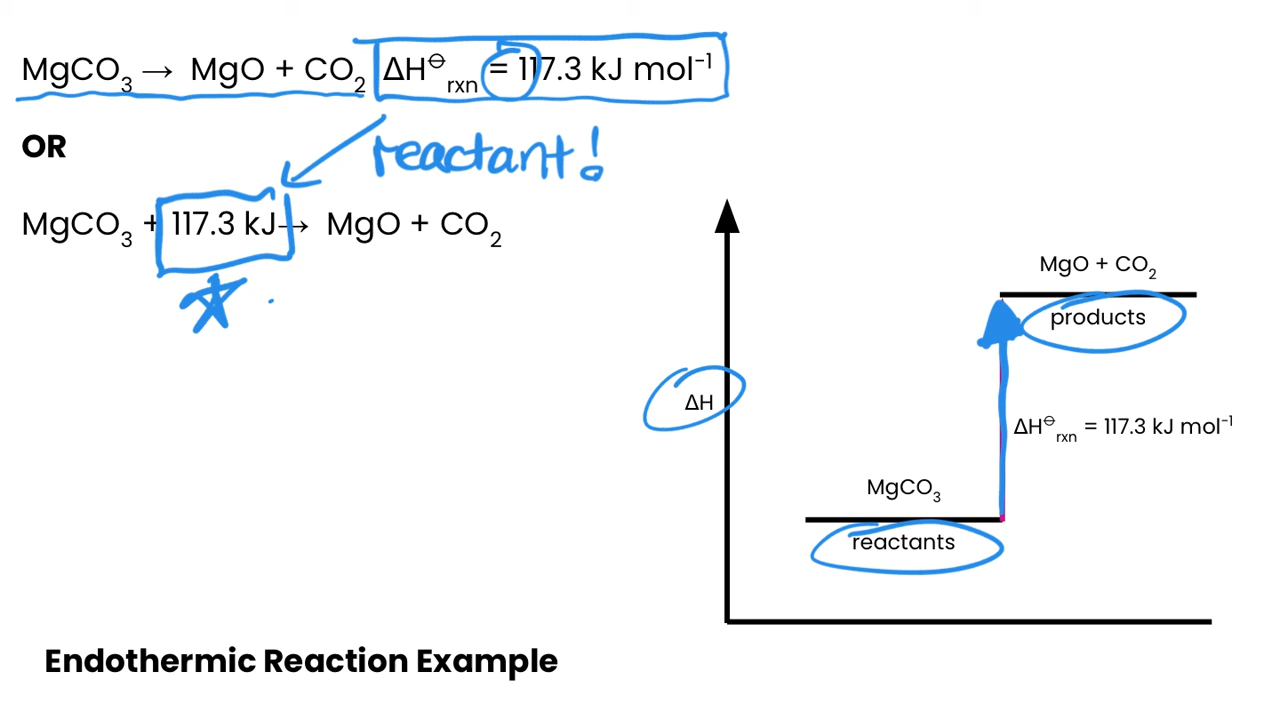 MgCO₃ → MgO + CO₂ ΔH⦵rxn = 117.3 kJ mol⁻¹
OR
reactant!
MgCO₃ + 117.3 kJ → MgO + CO₂
MgO + CO₂
products
ΔH
ΔH⦵rxn = 117.3 kJ mol⁻¹
MgCO₃
reactants
Endothermic Reaction Example